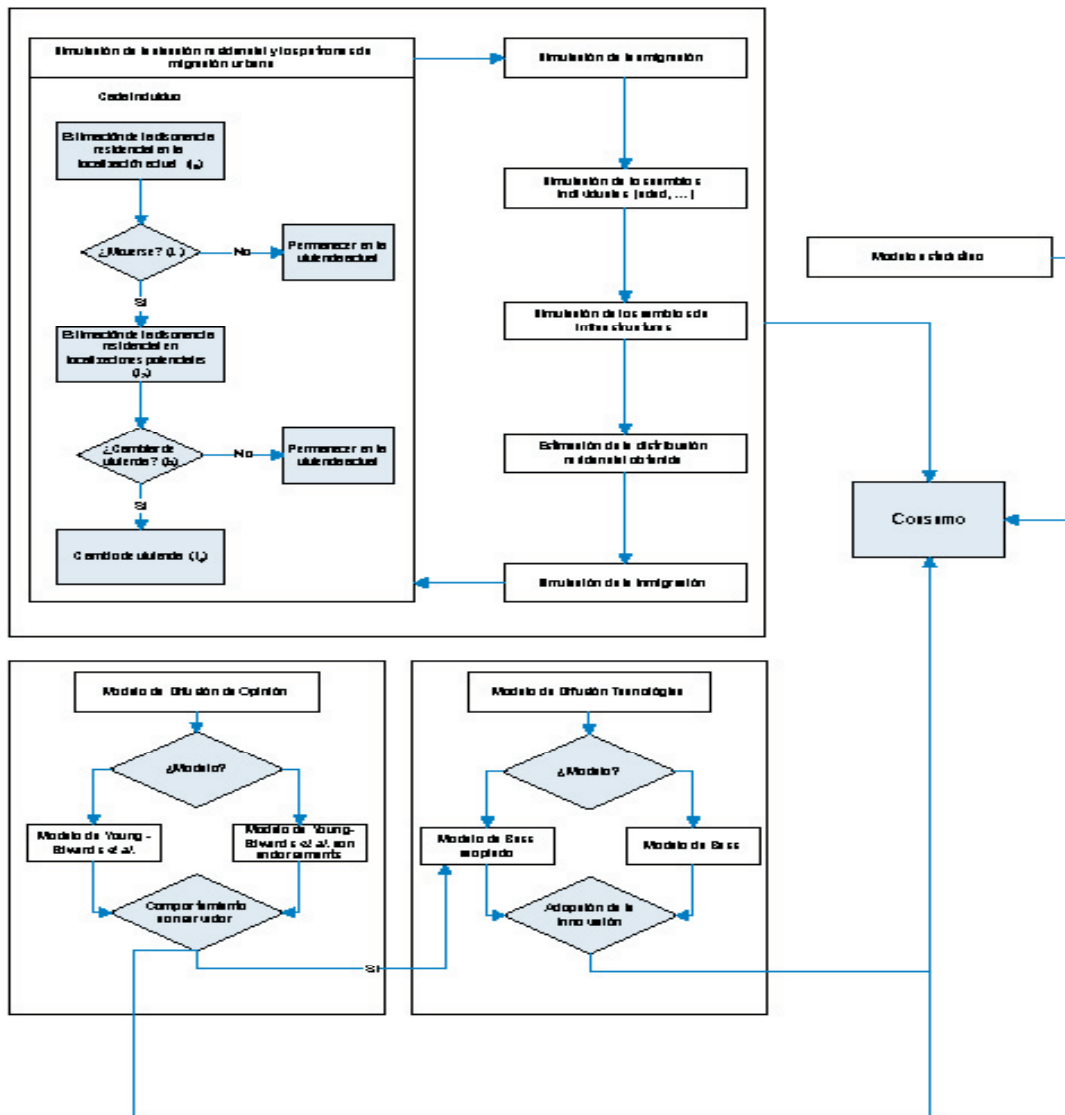 Simulación de la elección residencial y los patrones de
migración urbana
Simulación de la emigración
Cada individuo
Estimación de la disonancia
residencial en la
localización actual
Simulación de los cambios
individuales (edad, ...)
¿Moverse?
No
Permanecer en la
vivienda actual
Modelo estadístico
Si
Estimación de la disonancia
residencial en
localizaciones potenciales
Simulación de los cambios de
infraestructuras
¿Cambiar de
vivienda?
No
Permanecer en la
vivienda actual
Estimación de la distribución
residencial obtenida
Si
Cambio de vivienda
Simulación de la inmigración
Consumo
Modelo de Difusión de Opinión
Modelo de Difusión Tecnológica
¿Modelo?
¿Modelo?
Modelo de Young -
Edwards et al.
Modelo de Young-
Edwards et al. con
endorsements
Modelo de Bass
acoplado
Modelo de Bass
Comportamiento
conservador
Adopción de la
innovación
Si